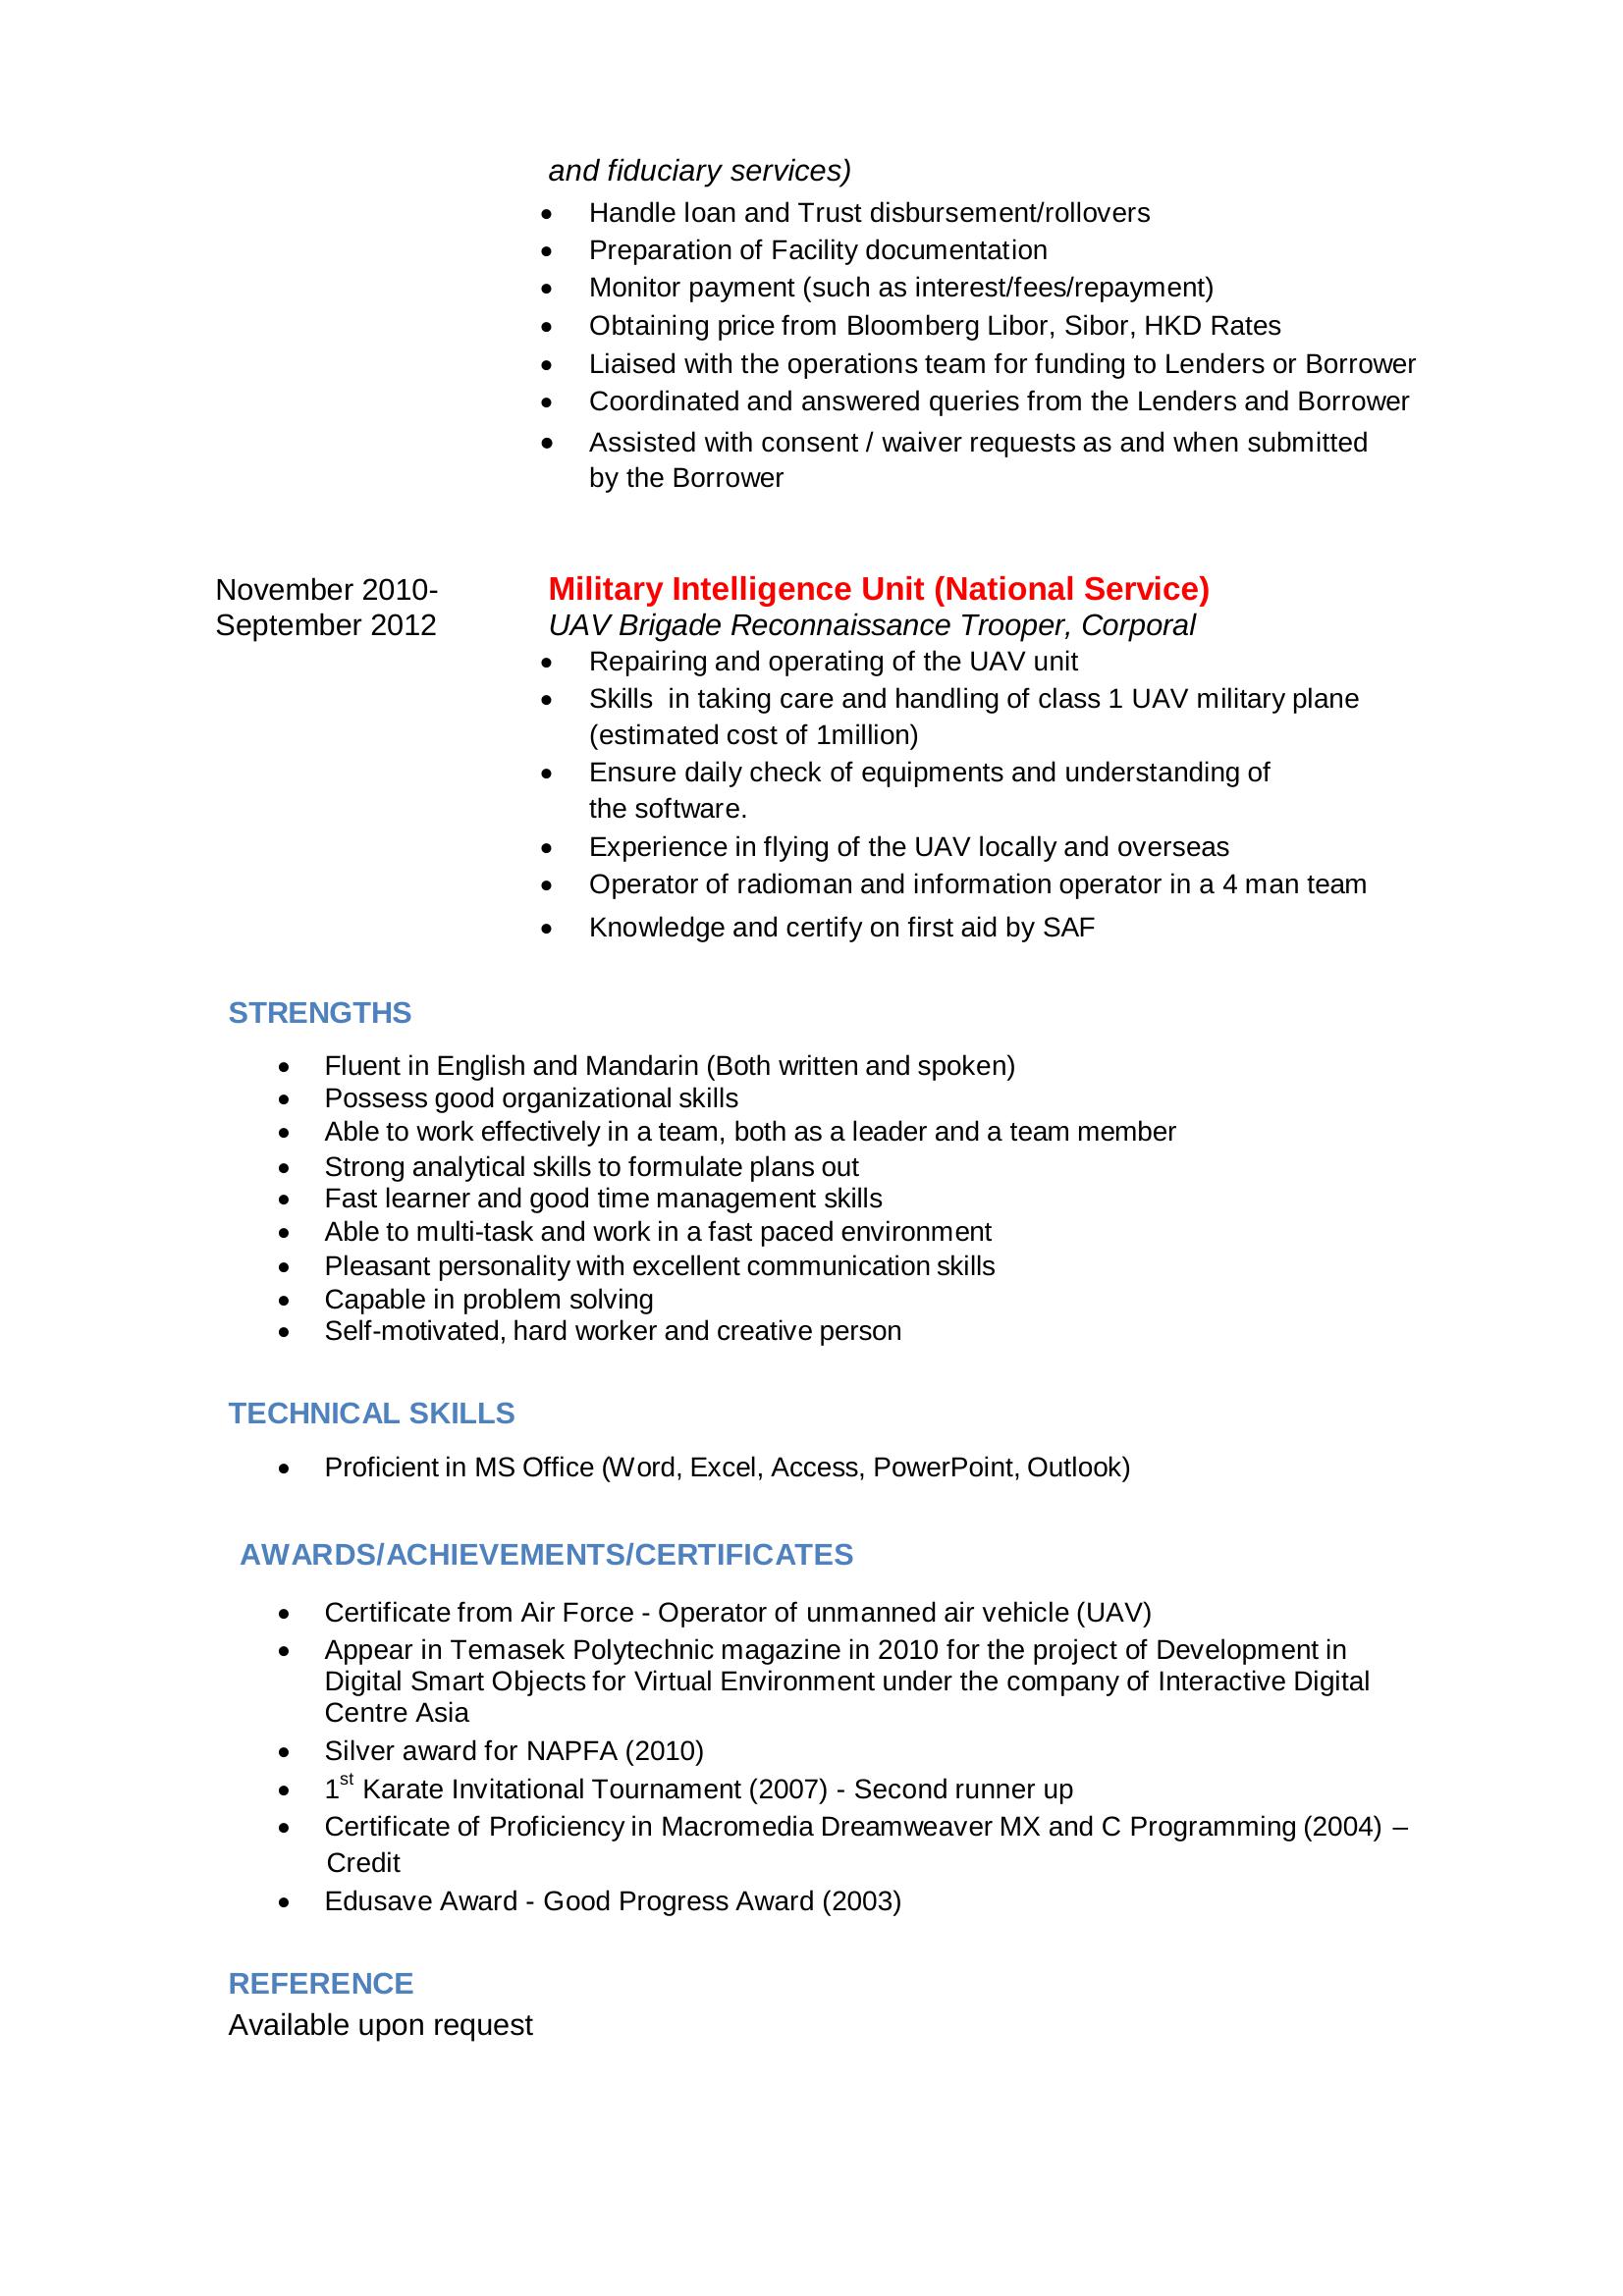 and fiduciary services)
• Handle loan and Trust disbursement/rollovers
• Preparation of Facility documentation
• Monitor payment (such as interest/fees/repayment)
• Obtaining price from Bloomberg Libor, Sibor, HKD Rates
• Liaised with the operations team for funding to Lenders or Borrower
• Coordinated and answered queries from the Lenders and Borrower
• Assisted with consent / waiver requests as and when submitted
by the Borrower
November 2010- Military Intelligence Unit (National Service)
September 2012 UAV Brigade Reconnaissance Trooper, Corporal
• Repairing and operating of the UAV unit
• Skills  in taking care and handling of class 1 UAV military plane
(estimated cost of 1million)
• Ensure daily check of equipments and understanding of
the software.
• Experience in flying of the UAV locally and overseas
• Operator of radioman and information operator in a 4 man team
• Knowledge and certify on first aid by SAF
STRENGTHS
• Fluent in English and Mandarin (Both written and spoken)
• Possess good organizational skills
• Able to work effectively in a team, both as a leader and a team member
• Strong analytical skills to formulate plans out
• Fast learner and good time management skills
• Able to multi-task and work in a fast paced environment
• Pleasant personality with excellent communication skills
• Capable in problem solving
• Self-motivated, hard worker and creative person
TECHNICAL SKILLS
• Proficient in MS Office (Word, Excel, Access, PowerPoint, Outlook)
AWARDS/ACHIEVEMENTS/CERTIFICATES
• Certificate from Air Force - Operator of unmanned air vehicle (UAV)
• Appear in Temasek Polytechnic magazine in 2010 for the project of Development in
Digital Smart Objects for Virtual Environment under the company of Interactive Digital
Centre Asia
• Silver award for NAPFA (2010)
• 1st Karate Invitational Tournament (2007) - Second runner up
• Certificate of Proficiency in Macromedia Dreamweaver MX and C Programming (2004) –
Credit
• Edusave Award - Good Progress Award (2003)
REFERENCE
Available upon request